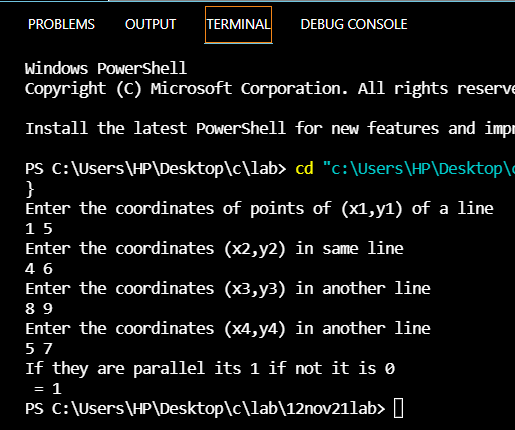 PROBLEMS OUTPUT TERMINAL DEBUG CONSOLE
Windows PowerShell
Copyright (C) Microsoft Corporation. All rights reserve
Install the latest PowerShell for new features and imp
PS C:\Users\HP\Desktop\c\lab> cd "c:\Users\HP\Desktop\
}
Enter the coordinates of points of (x1,y1) of a line
1 5
Enter the coordinates (x2,y2) in same line
4 6
Enter the coordinates (x3,y3) in another line
8 9
Enter the coordinates (x4,y4) in another line
5 7
If they are parallel its 1 if not it is 0
= 1
PS C:\Users\HP\Desktop\c\lab\12nov21lab>